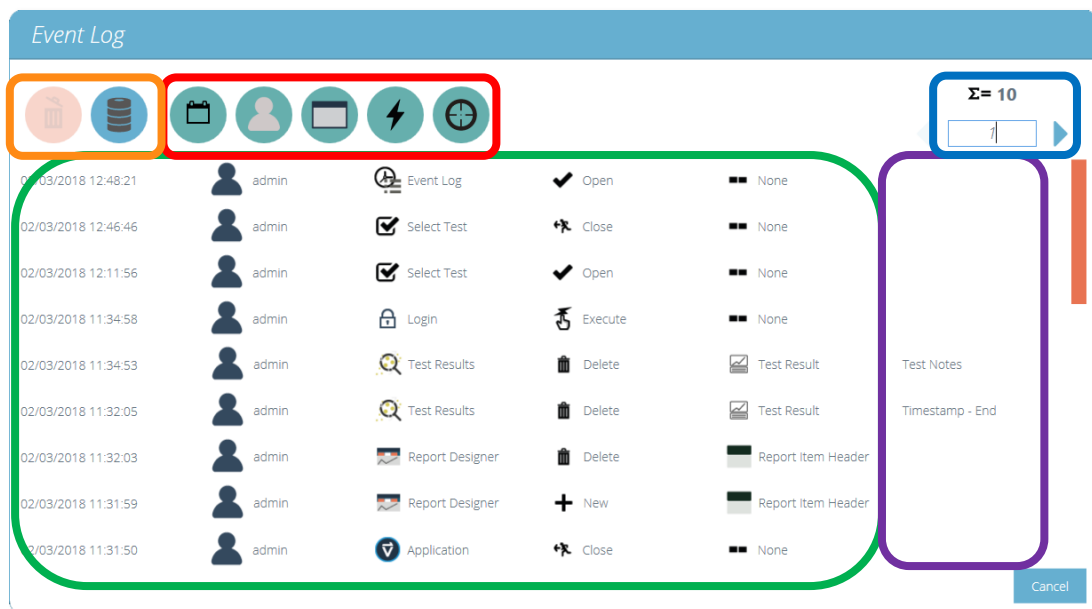 Event Log
Σ= 10
1
02/03/2018 12:48:21 admin Event Log Open None
02/03/2018 12:46:46 admin Select Test Close None
02/03/2018 12:11:56 admin Select Test Open None
02/03/2018 11:34:58 admin Login Execute None
02/03/2018 11:34:53 admin Test Results Delete Test Result Test Notes
02/03/2018 11:32:05 admin Test Results Delete Test Result Timestamp - End
02/03/2018 11:32:03 admin Report Designer Delete Report Item Header
02/03/2018 11:31:59 admin Report Designer New Report Item Header
02/03/2018 11:31:50 admin Application Close None
Cancel